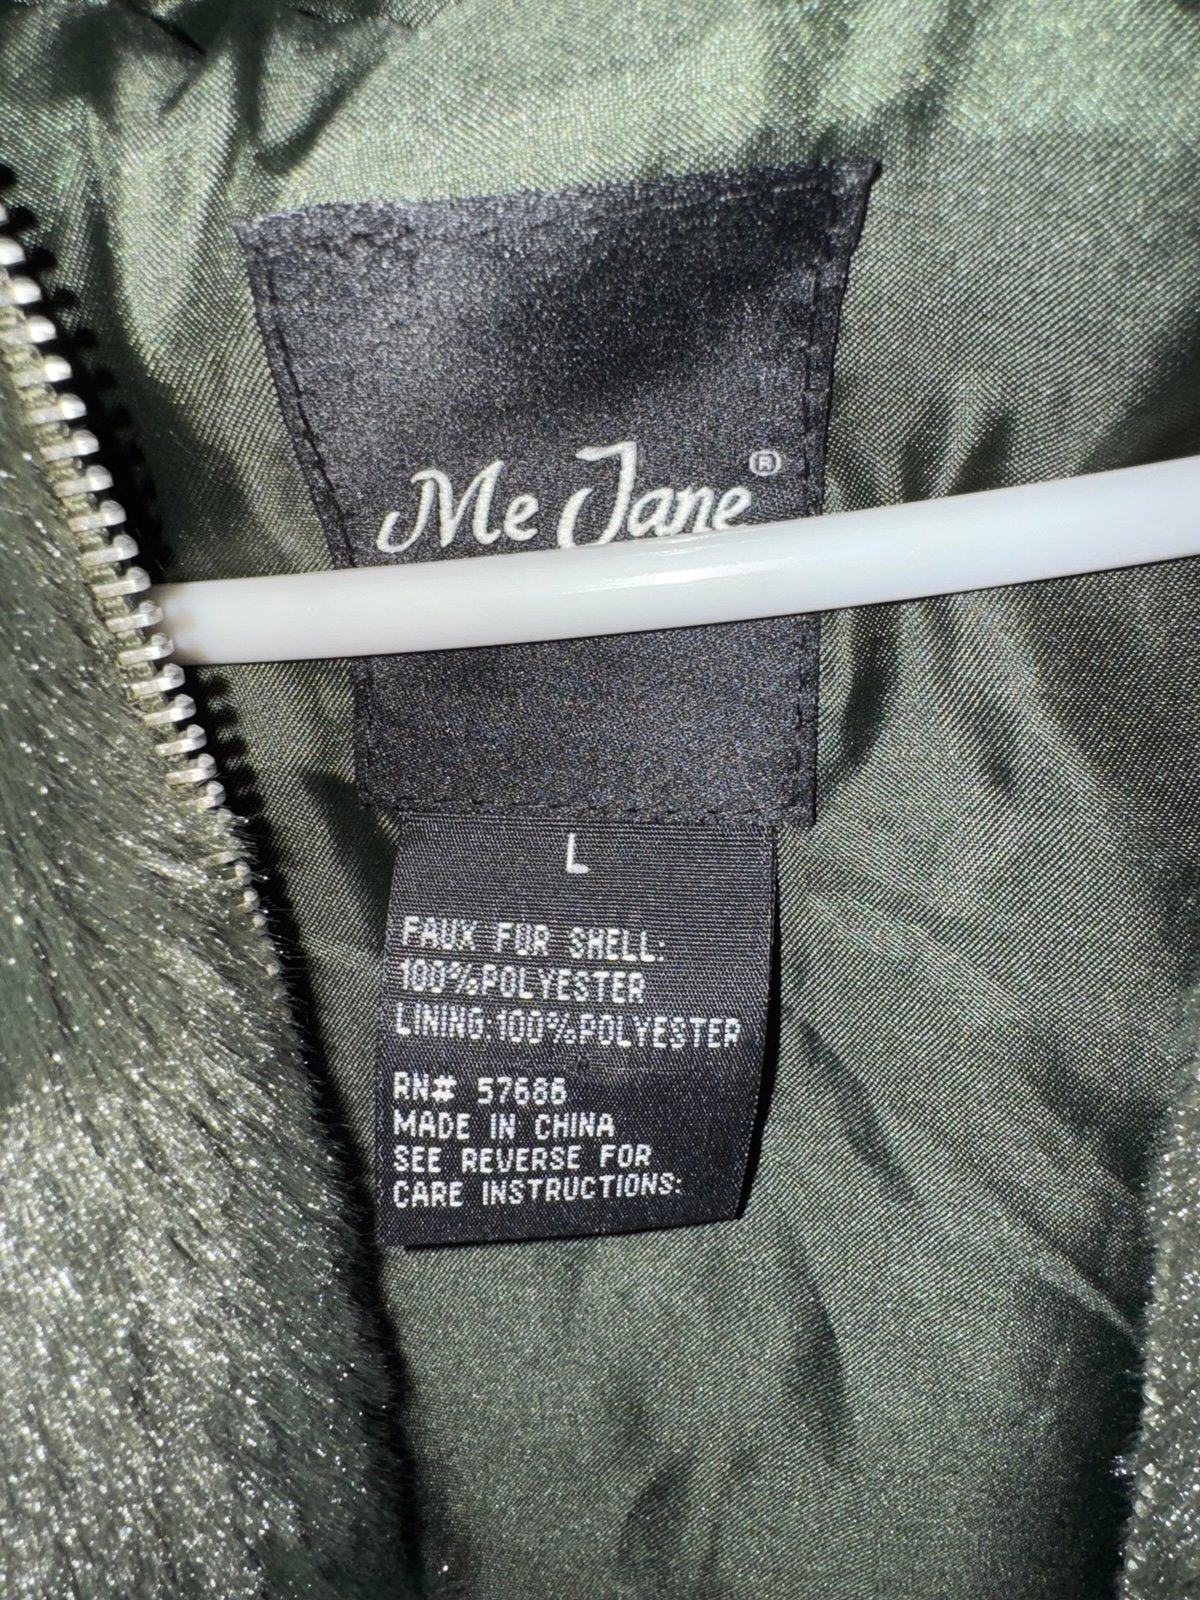 Me Jane®
L
FAUX FUR SHELL:
100%POLYESTER
LINING:100%POLYESTER
RN# 57686
MADE IN CHINA
SEE REVERSE FOR
CARE INSTRUCTIONS: